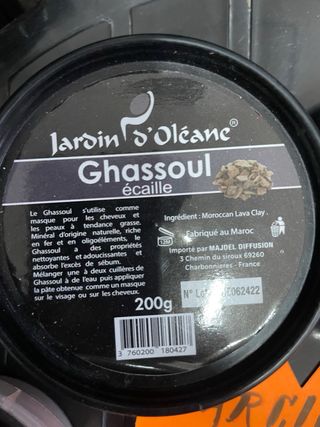 Jardin d'Oléane®
Ghassoul
écaille
Le Ghassoul s'utilise comme
masque pour les cheveux et
les peaux à tendance grasse.
Minéral d'origine naturelle, riche
en fer et en oligoéléments, le
Ghassoul a des propriétés
nettoyantes et adoucissantes et
absorbe l'excès de sébum.
Mélanger une à deux cuillères de
Ghassoul à de l'eau puis appliquer
la pâte obtenue comme un masque
sur le visage ou sur les cheveux.
Ingrédient : Moroccan Lava Clay.
12M
Fabriqué au Maroc
Importé par MAJDEL DIFFUSION
3 Chemin du siroux 69260
Charbonnières - France
N° Lot 062422
200g
3 760200 180427